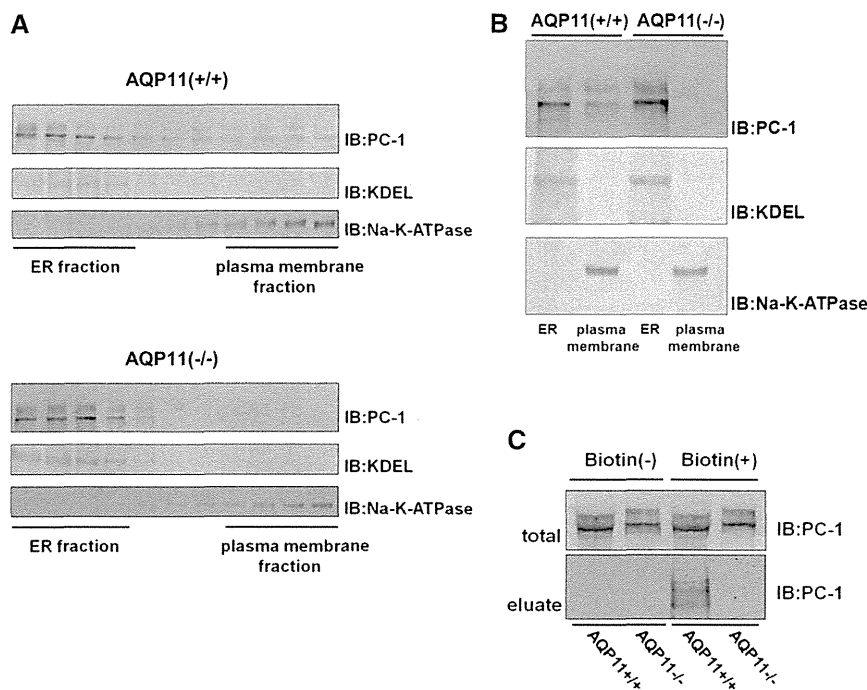 A
AQP11(+/+)
IB:PC-1
IB:KDEL
IB:Na-K-ATPase
ER fraction
plasma membrane
fraction
AQP11(-/-)
IB:PC-1
IB:KDEL
IB:Na-K-ATPase
ER fraction
plasma membrane
fraction
B
AQP11(+/+) AQP11(-/-)
IB:PC-1
IB:KDEL
IB:Na-K-ATPase
ER plasma ER plasma
membrane membrane
C
Biotin(-) Biotin(+)
total IB:PC-1
eluate IB:PC-1
AQP11+/+ AQP11-/- AQP11+/+ AQP11-/-